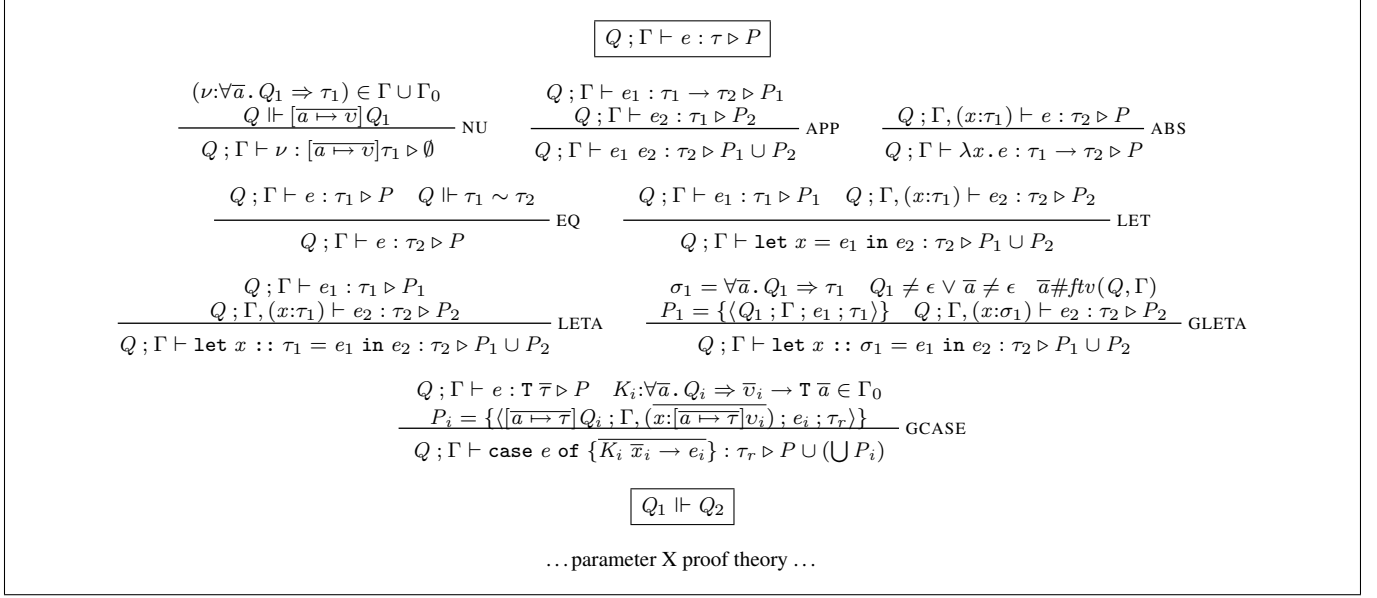 Q ; Γ ⊢ e : τ ▷ P
(ν:∀a̅ . Q₁ ⇒ τ₁) ∈ Γ ∪ Γ₀
Q ⊩ [a ↦ υ]̅ Q₁
Q ; Γ ⊢ ν : [a ↦ υ]̅ τ₁ ▷ ∅
NU
Q ; Γ ⊢ e₁ : τ₁ → τ₂ ▷ P₁
Q ; Γ ⊢ e₂ : τ₁ ▷ P₂
Q ; Γ ⊢ e₁ e₂ : τ₂ ▷ P₁ ∪ P₂
APP
Q ; Γ, (x:τ₁) ⊢ e : τ₂ ▷ P
Q ; Γ ⊢ λx . e : τ₁ → τ₂ ▷ P
ABS
Q ; Γ ⊢ e : τ₁ ▷ P Q ⊩ τ₁ ∼ τ₂
Q ; Γ ⊢ e : τ₂ ▷ P
EQ
Q ; Γ ⊢ e₁ : τ₁ ▷ P₁ Q ; Γ, (x:τ₁) ⊢ e₂ : τ₂ ▷ P₂
Q ; Γ ⊢ let x = e₁ in e₂ : τ₂ ▷ P₁ ∪ P₂
LET
Q ; Γ ⊢ e₁ : τ₁ ▷ P₁
Q ; Γ, (x:τ₁) ⊢ e₂ : τ₂ ▷ P₂
Q ; Γ ⊢ let x :: τ₁ = e₁ in e₂ : τ₂ ▷ P₁ ∪ P₂
LETA
σ₁ = ∀a̅ . Q₁ ⇒ τ₁ Q₁ ≠ ϵ ∨ a̅ ≠ ϵ a̅#ftv(Q, Γ)
P₁ = {⟨Q₁ ; Γ ; e₁ ; τ₁⟩} Q ; Γ, (x:σ₁) ⊢ e₂ : τ₂ ▷ P₂
Q ; Γ ⊢ let x :: σ₁ = e₁ in e₂ : τ₂ ▷ P₁ ∪ P₂
GLETA
Q ; Γ ⊢ e : T τ̅ ▷ P Kᵢ:∀a̅ . Qᵢ ⇒ υ̅ᵢ → T a̅ ∈ Γ₀
Pᵢ = {⟨[a ↦ τ]̅ Qᵢ ; Γ, (x:[a ↦ τ]̅ υᵢ)̅ ; eᵢ ; τᵣ⟩}
Q ; Γ ⊢ case e of {Kᵢ x̅ᵢ → eᵢ}̅ : τᵣ ▷ P ∪ (⋃ Pᵢ)
GCASE
Q₁ ⊩ Q₂
... parameter X proof theory ...